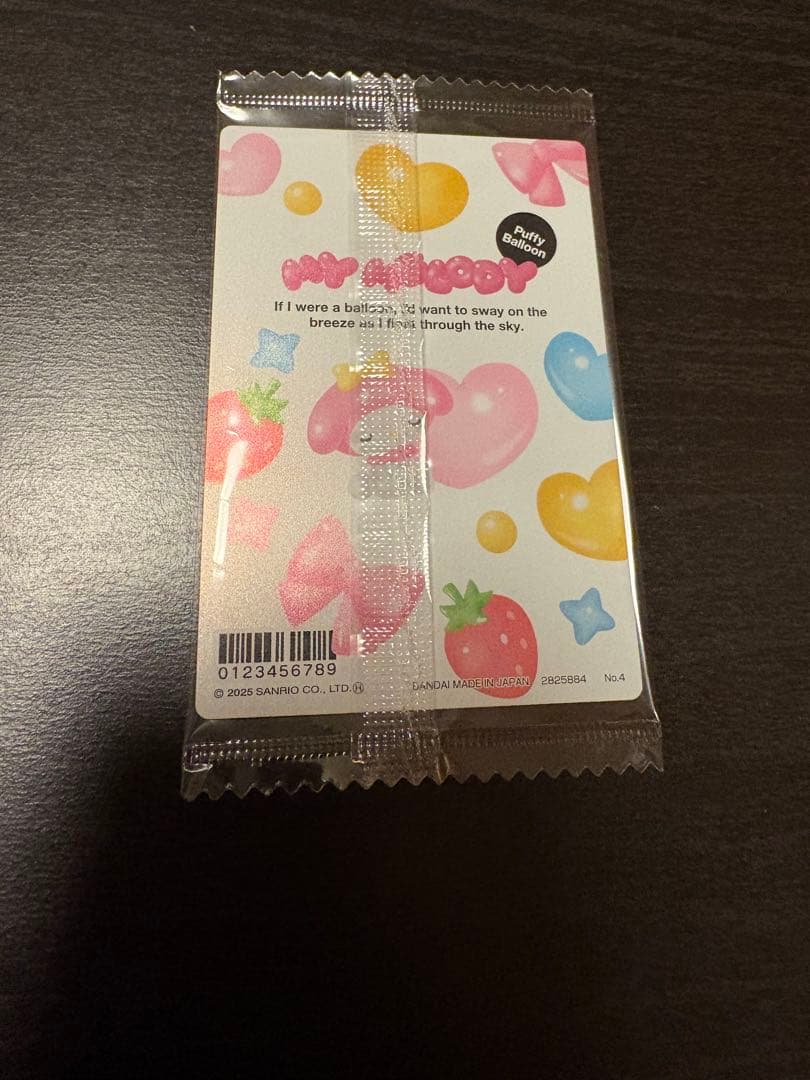 Puffy
Balloon
MY MELODY
If I were a balloon, I'd want to sway on the
breeze as I float through the sky.
0123456789
© 2025 SANRIO CO., LTD. Ⓗ
BANDAI MADE IN JAPAN 2825884 No.4